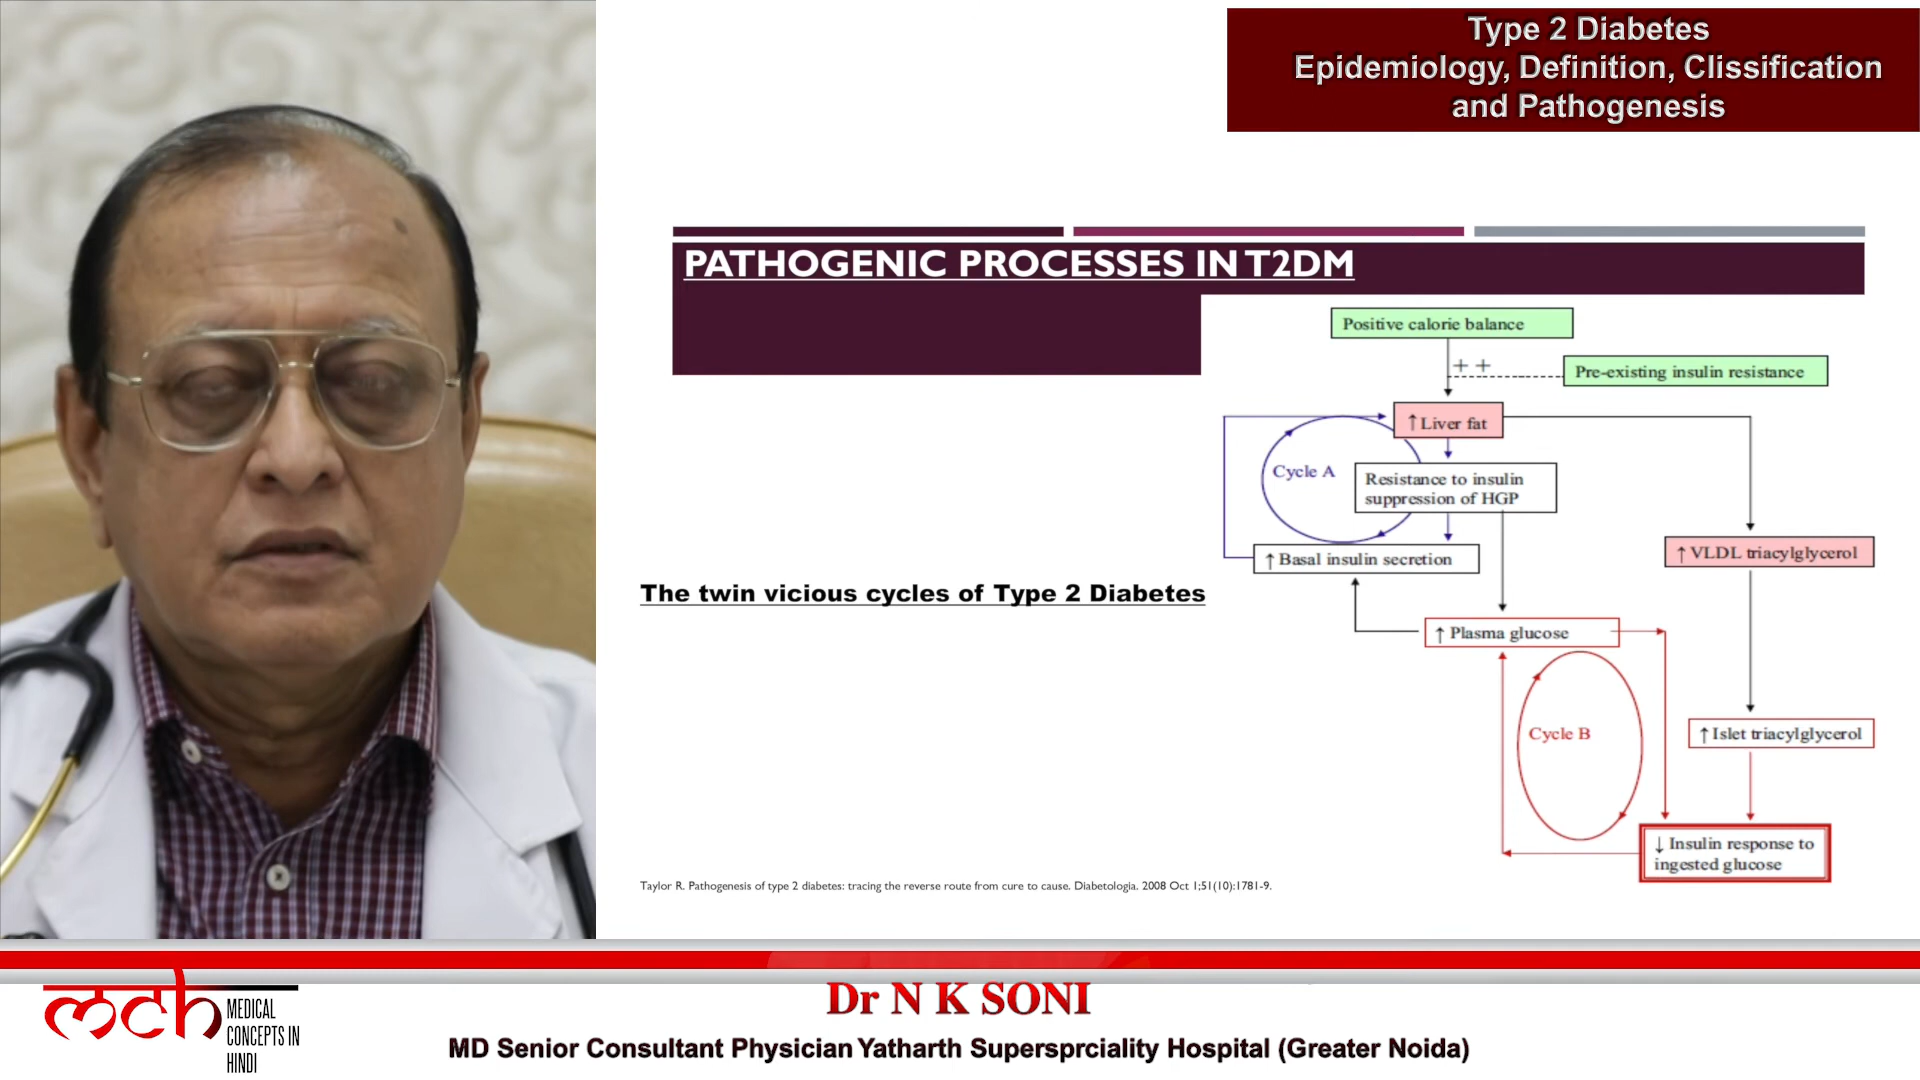 Type 2 Diabetes
Epidemiology, Definition, Clissification
and Pathogenesis
PATHOGENIC PROCESSES IN T2DM
Positive calorie balance
+ +
Pre-existing insulin resistance
↑ Liver fat
Cycle A
Resistance to insulin
suppression of HGP
↑ Basal insulin secretion
↑ VLDL triacylglycerol
The twin vicious cycles of Type 2 Diabetes
↑ Plasma glucose
Cycle B
↑ Islet triacylglycerol
↓ Insulin response to
ingested glucose
Taylor R. Pathogenesis of type 2 diabetes: tracing the reverse route from cure to cause. Diabetologia. 2008 Oct 1;51(10):1781-9.
mch
MEDICAL
CONCEPTS IN
HINDI
Dr N K SONI
MD Senior Consultant Physician Yatharth Supersprciality Hospital (Greater Noida)